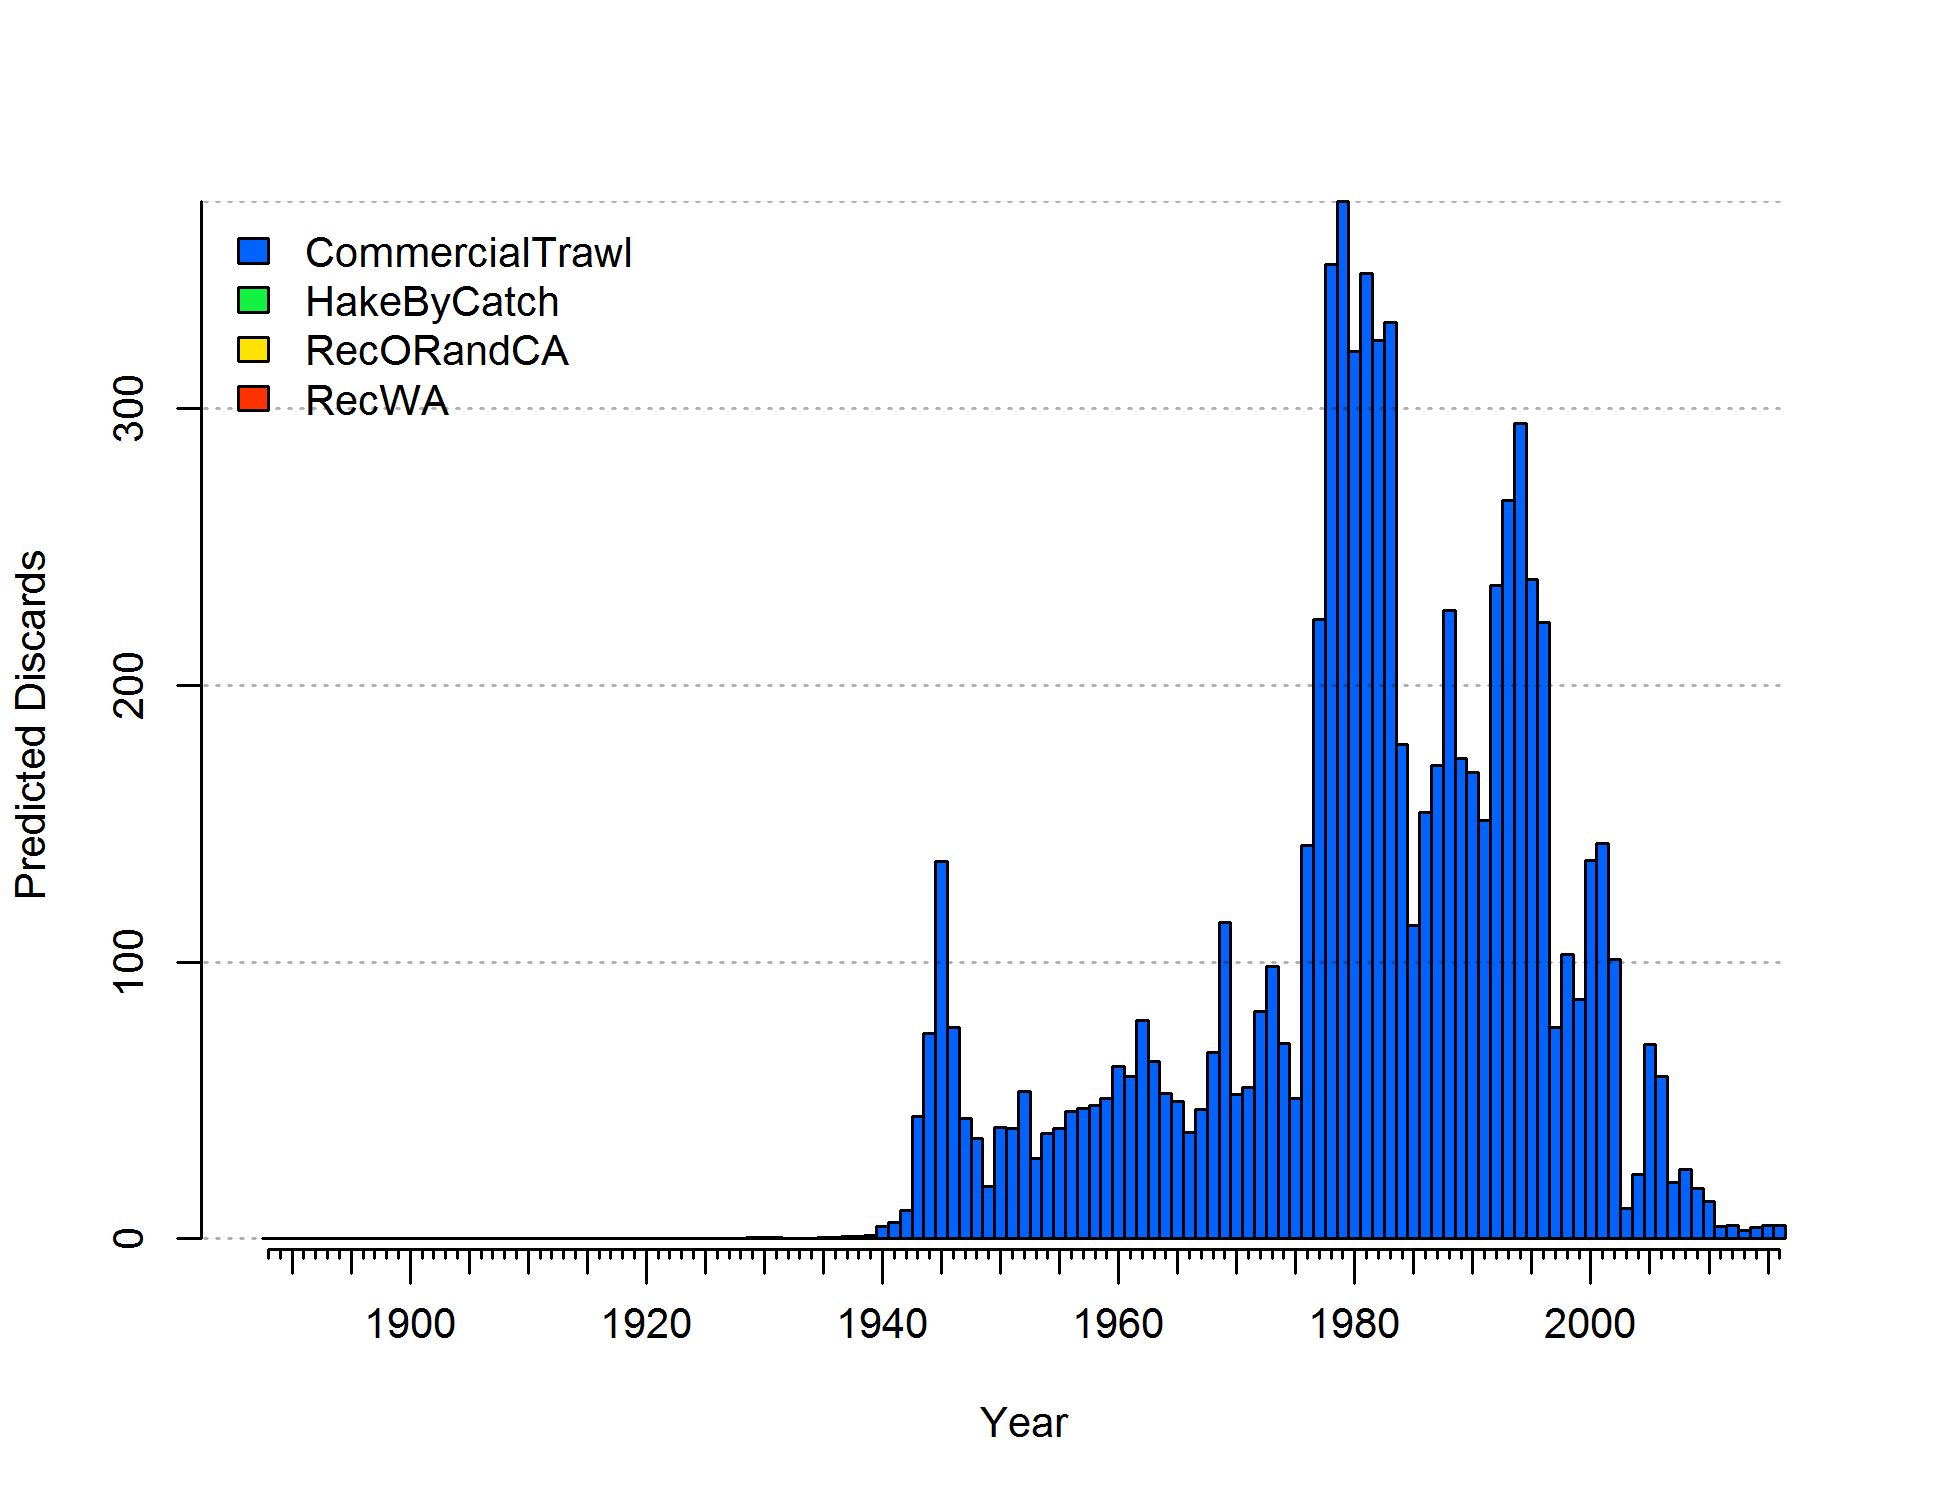 CommercialTrawl
HakeByCatch
RecORandCA
RecWA
Predicted Discards
300
200
100
0
1900 1920 1940 1960 1980 2000
Year